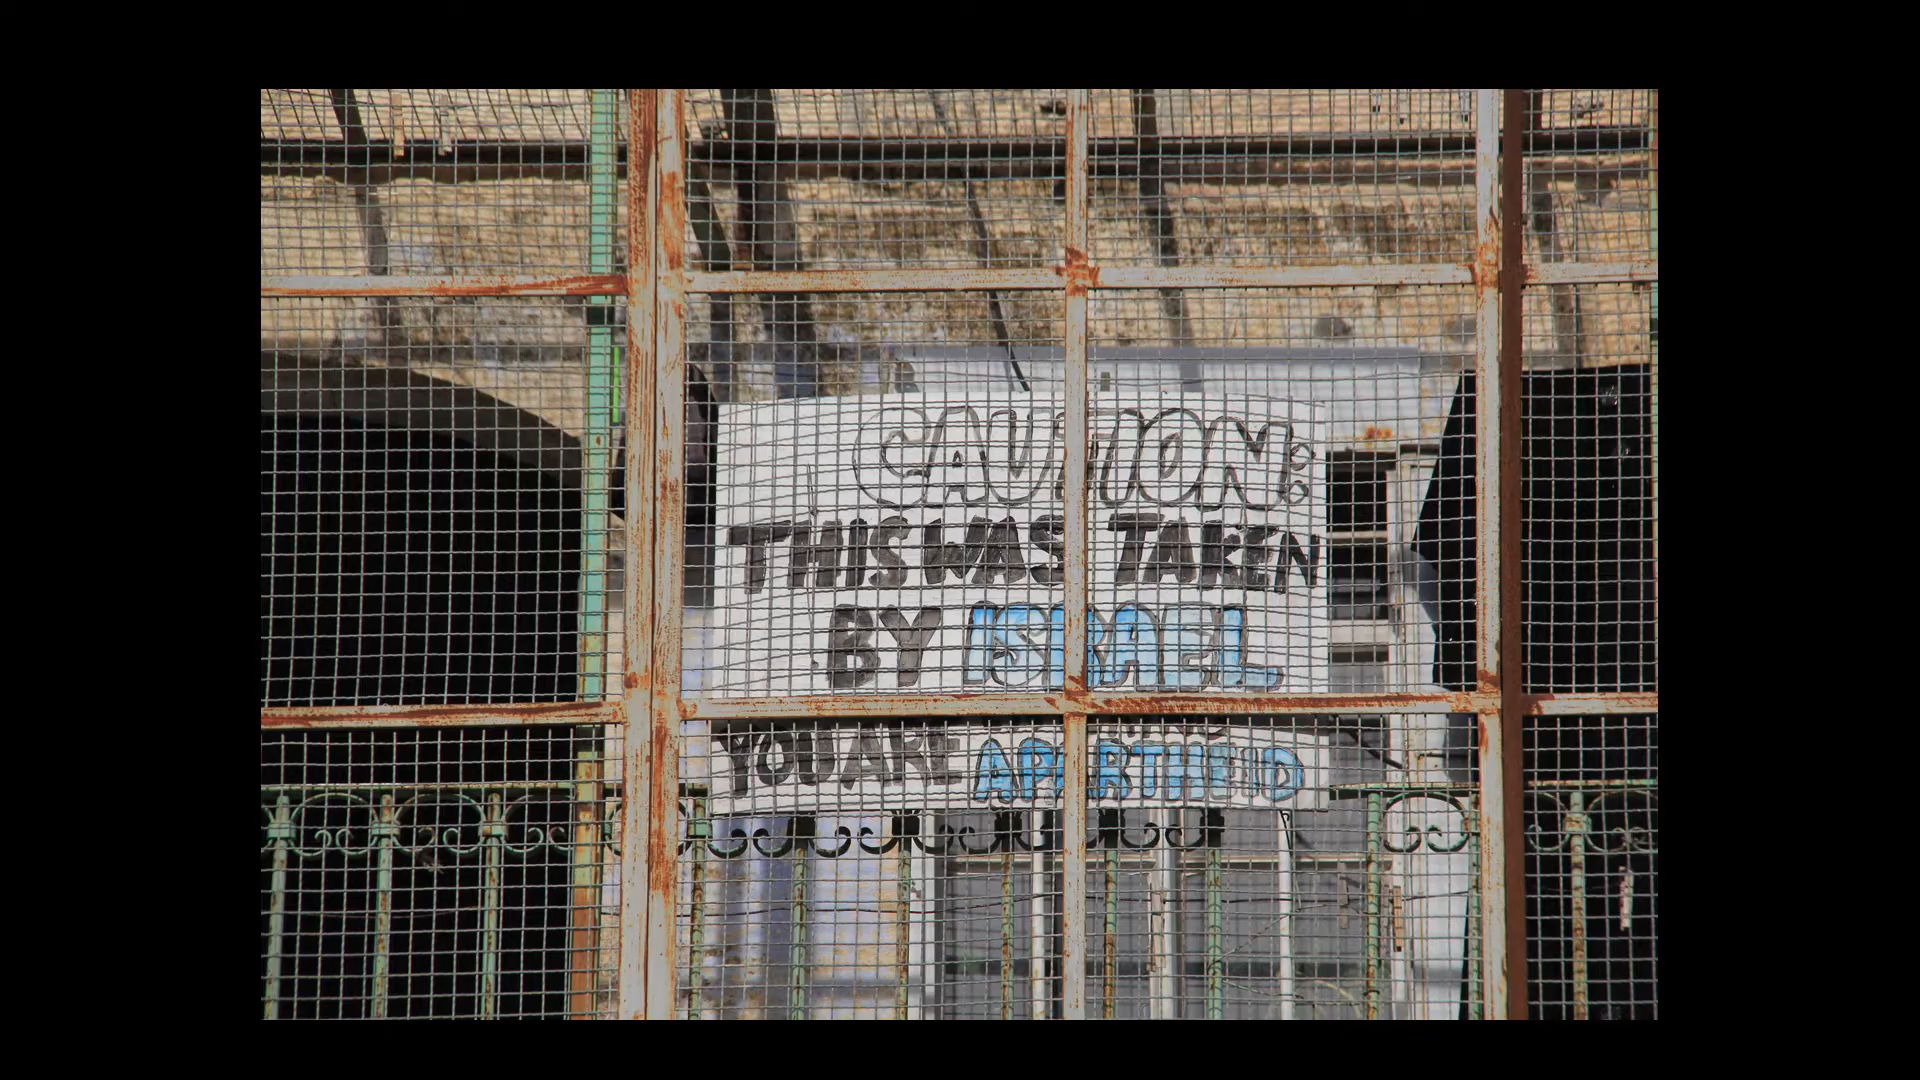 CAUTION:
THIS WAS TAKEN
BY ISRAEL
YOU ARE
APARTHEID